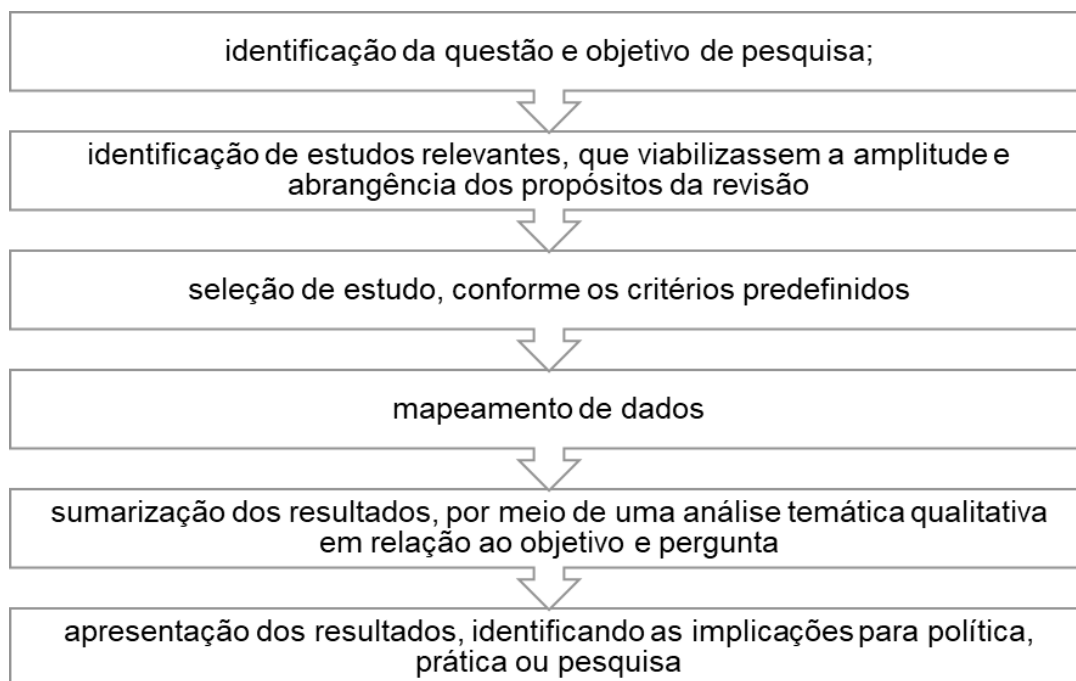 identificação da questão e objetivo de pesquisa;
identificação de estudos relevantes, que viabilizassem a amplitude e
abrangência dos propósitos da revisão
seleção de estudo, conforme os critérios predefinidos
mapeamento de dados
sumarização dos resultados, por meio de uma análise temática qualitativa
em relação ao objetivo e pergunta
apresentação dos resultados, identificando as implicações para política,
prática ou pesquisa